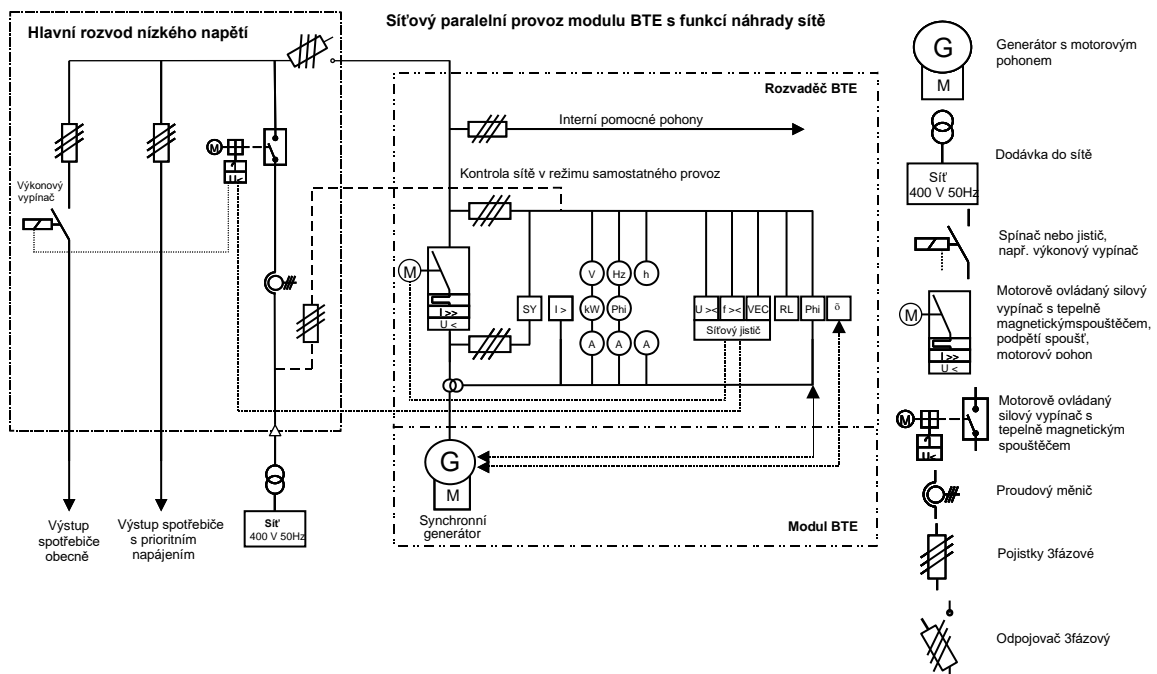 Síťový paralelní provoz modulu BTE s funkcí náhrady sítě
Hlavní rozvod nízkého napětí
Rozvaděč BTE
Interní pomocné pohony
Kontrola sítě v režimu samostatného provoz
Výkonový
vypínač
M
U<
M
I >>
U <
SY
I >
V
Hz
h
kW
Phi
A
A
A
U ><
f ><
VEC
RL
Phi
δ
Síťový jistič
G
M
Synchronní
generátor
Modul BTE
Výstup
spotřebiče
obecně
Výstup spotřebiče
s prioritním
napájením
Síť
400 V 50Hz
G
M
Generátor s motorovým
pohonem
Síť
400 V 50Hz
Dodávka do sítě
Spínač nebo jistič,
např. výkonový vypínač
M
I >>
U <
Motorově ovládaný silový
vypínač s tepelně
magnetickýmspouštěčem,
podpětí spoušť,
motorový pohon
M
U<
Motorově ovládaný
silový vypínač s
tepelně magnetickým
spouštěčem
Proudový měnič
Pojistky 3fázové
Odpojovač 3fázový